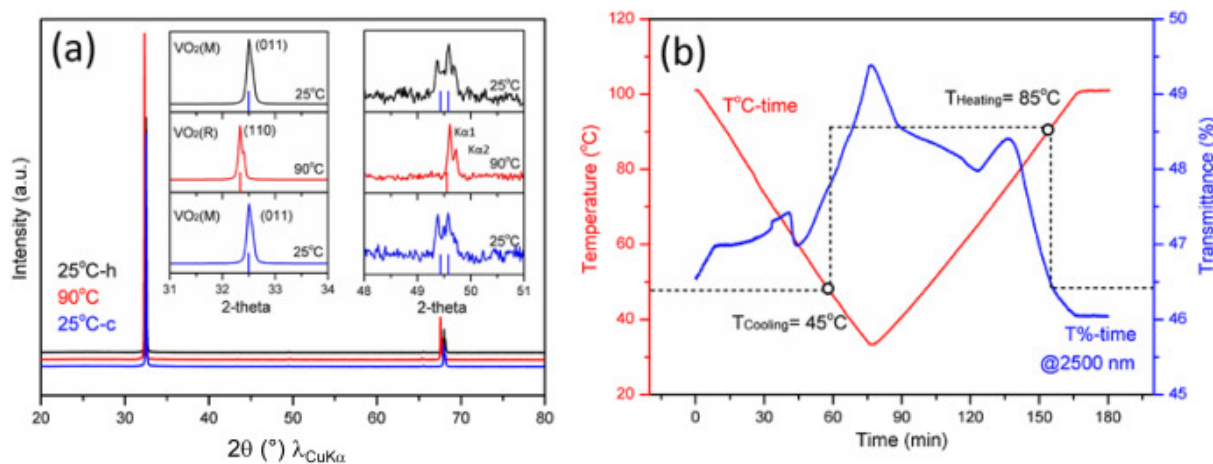 (a)
Intensity (a.u.)
25°C-h
90°C
25°C-c
VO₂(M)
(011)
25°C
VO₂(R)
(110)
90°C
VO₂(M)
(011)
25°C
31 32 33 34
2-theta
25°C
Kα1
Kα2
90°C
25°C
48 49 50 51
2-theta
20 30 40 50 60 70 80
2θ (°) λCuKα
(b)
Temperature (°C)
120
100
80
60
40
20
T°C-time
THeating= 85°C
TCooling= 45°C
T%-time
@2500 nm
50
49
48
47
46
45
Transmittance (%)
0 30 60 90 120 150 180
Time (min)